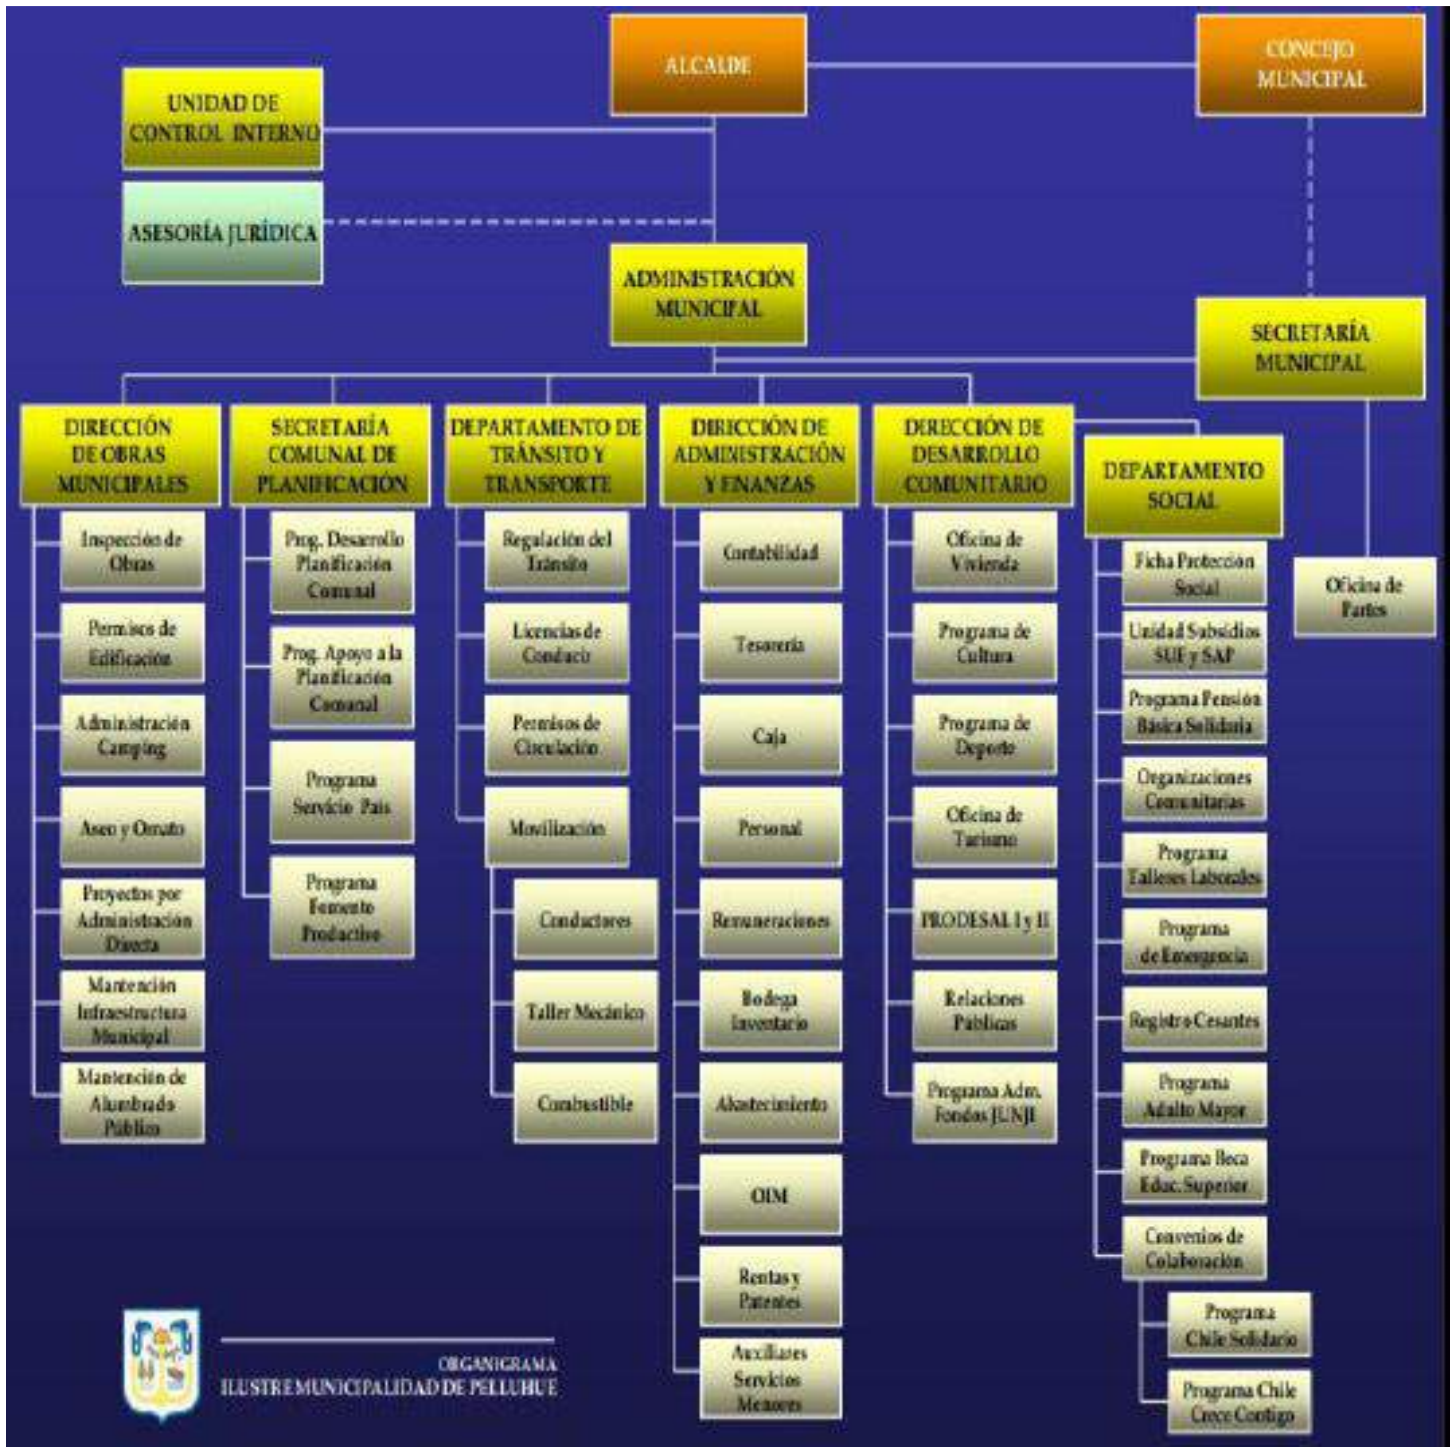 ALCALDE
CONCEJO
MUNICIPAL
UNIDAD DE
CONTROL INTERNO
ASESORÍA JURÍDICA
ADMINISTRACIÓN
MUNICIPAL
SECRETARÍA
MUNICIPAL
DIRECCIÓN
DE OBRAS
MUNICIPALES
Inspección de
Obras
Permisos de
Edificación
Administración
Camping
Aseo y Ornato
Proyectos por
Administración
Directa
Mantención
Infraestructura
Municipal
Mantención de
Alumbrado
Público
SECRETARÍA
COMUNAL DE
PLANIFICACIÓN
Prog. Desarrollo
Planificación
Comunal
Prog. Apoyo a la
Planificación
Comunal
Programa
Servicio País
Programa
Fomento
Productivo
DEPARTAMENTO DE
TRÁNSITO Y
TRANSPORTE
Regulación del
Tránsito
Licencias de
Conducir
Permisos de
Circulación
Movilización
Conductores
Taller Mecánico
Combustible
DIRECCIÓN DE
ADMINISTRACIÓN
Y FINANZAS
Contabilidad
Tesorería
Caja
Personal
Remuneraciones
Bodega
Inventario
Abastecimiento
OIM
Rentas y
Patentes
Auxiliares
Servicios
Menores
DIRECCIÓN DE
DESARROLLO
COMUNITARIO
Oficina de
Vivienda
Programa de
Cultura
Programa de
Deporte
Oficina de
Turismo
PRODESAL I y II
Relaciones
Públicas
Programa Adm.
Fondos JUNJI
DEPARTAMENTO
SOCIAL
Ficha Protección
Social
Unidad Subsidios
SUF y SAP
Programa Pensión
Básica Solidaria
Organizaciones
Comunitarias
Programa
Talleres Laborales
Programa
de Emergencia
Registro Cesantes
Programa
Adulto Mayor
Programa Beca
Educ. Superior
Convenios de
Colaboración
Programa
Chile Solidario
Programa Chile
Crece Contigo
Oficina de
Partes
ORGANIGRAMA
ILUSTRE MUNICIPALIDAD DE PELLUHUE